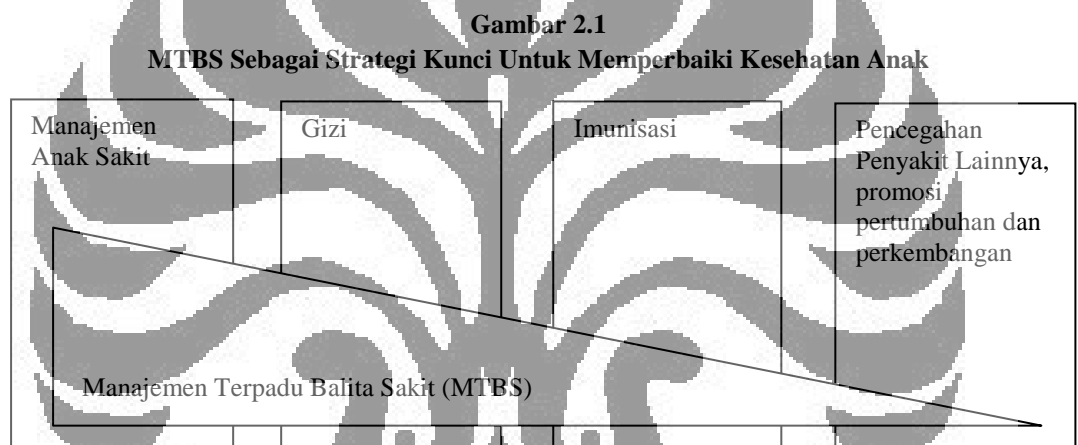 Gambar 2.1
MTBS Sebagai Strategi Kunci Untuk Memperbaiki Kesehatan Anak
Manajemen
Anak Sakit
Gizi
Imunisasi
Pencegahan
Penyakit Lainnya,
promosi
pertumbuhan dan
perkembangan
Manajemen Terpadu Balita Sakit (MTBS)